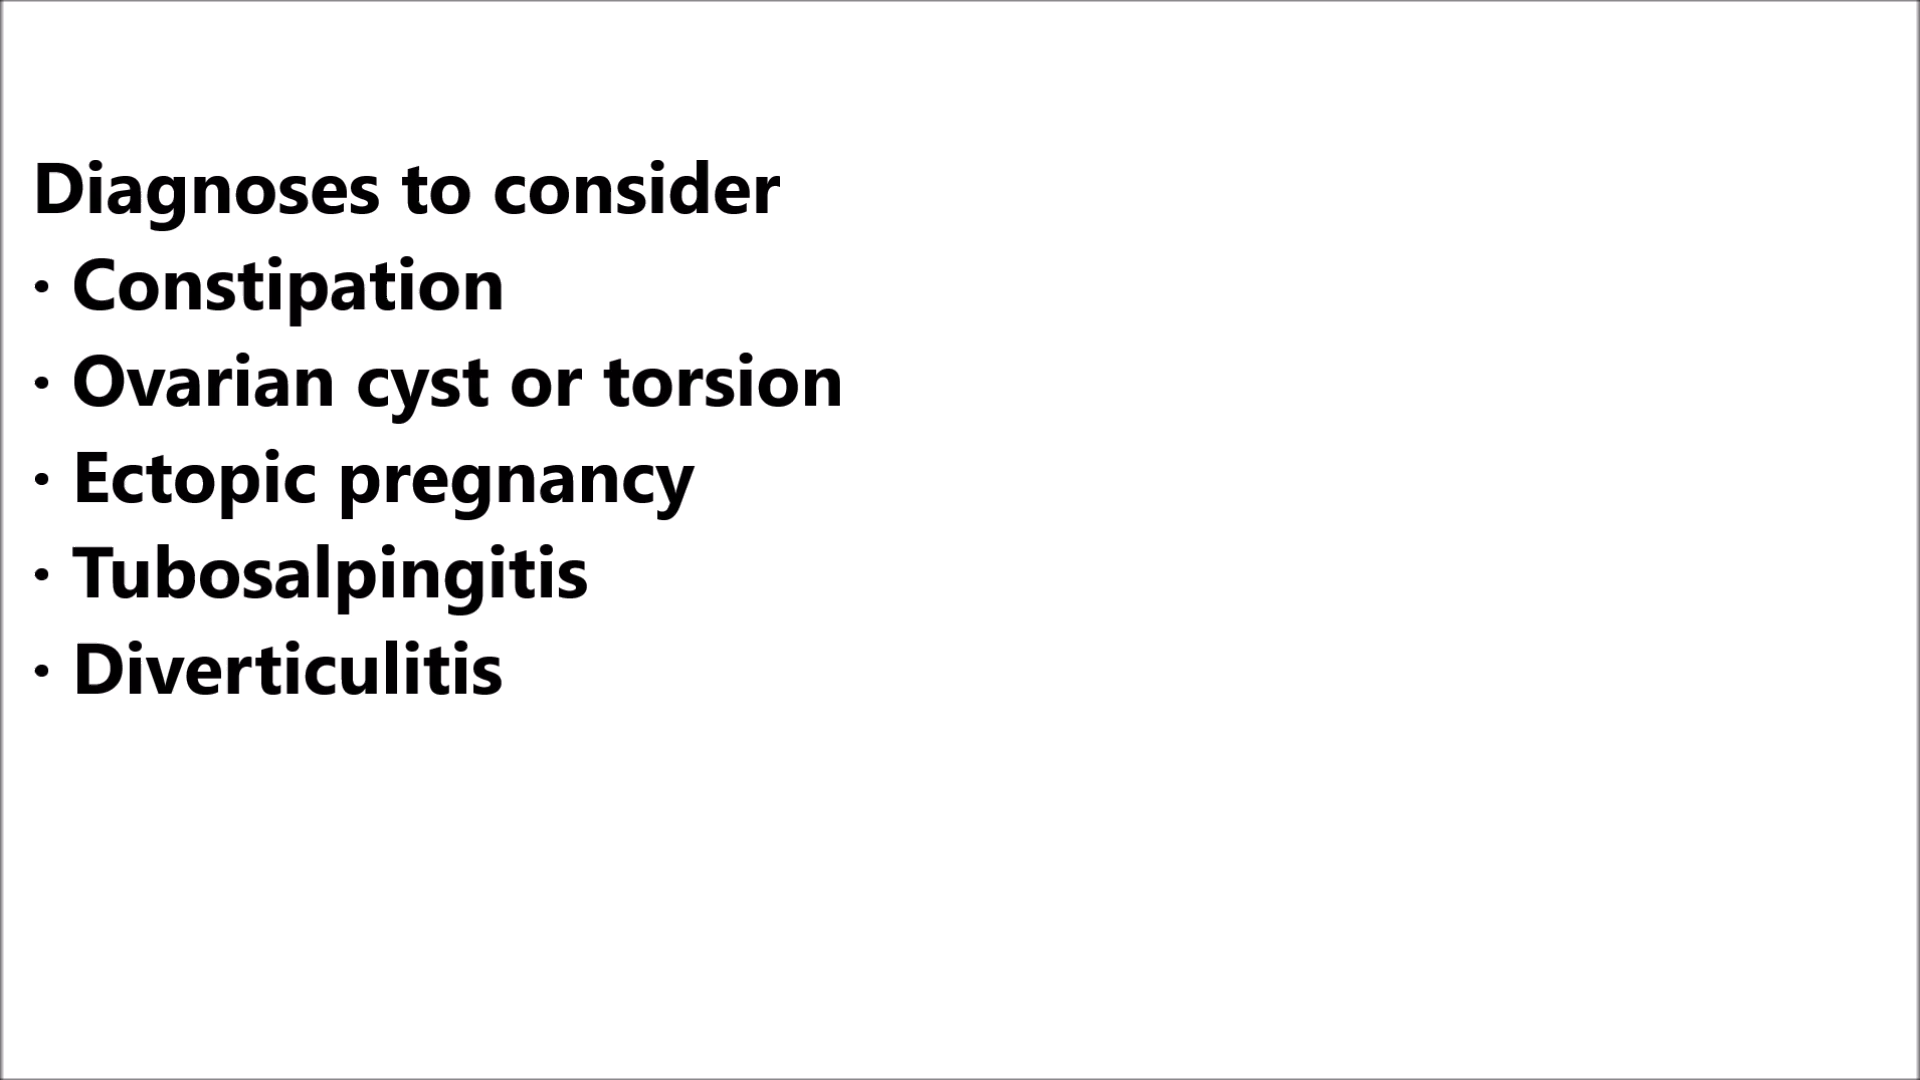 Diagnoses to consider
· Constipation
· Ovarian cyst or torsion
· Ectopic pregnancy
· Tubosalpingitis
· Diverticulitis